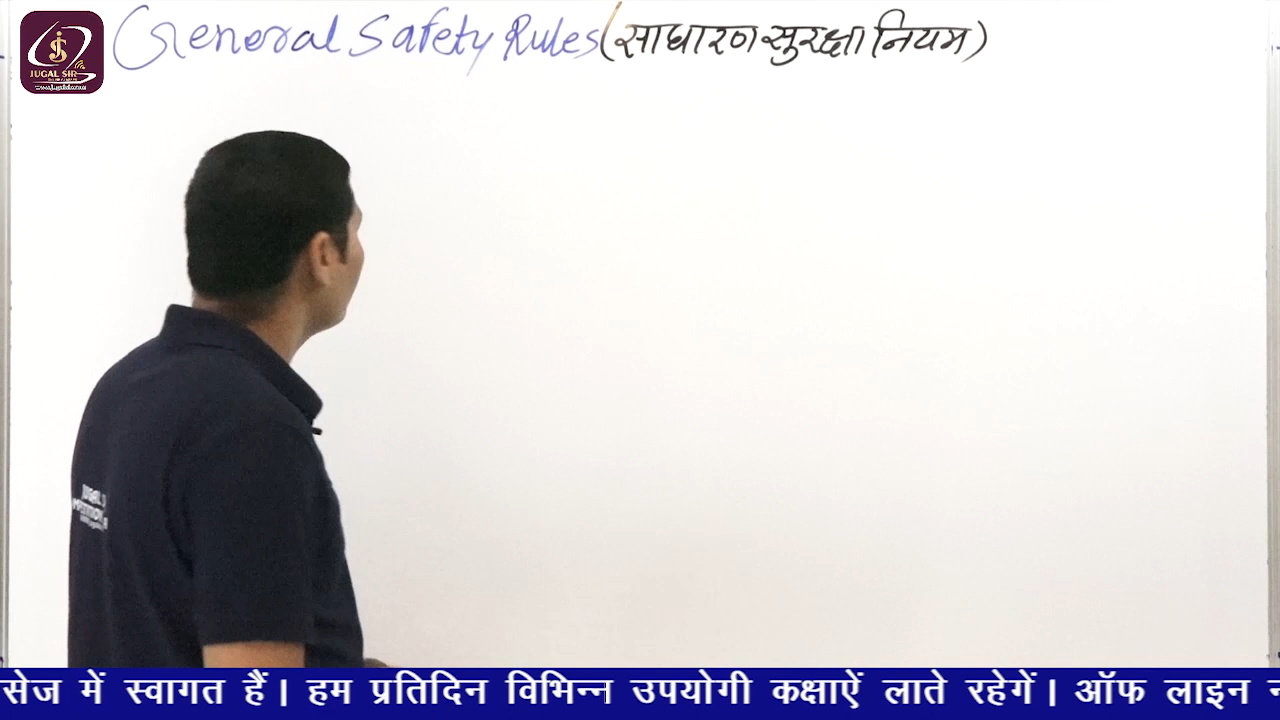 General Safety Rules (साधारण सुरक्षा नियम)
JUGAL SIR
सेज में स्वागत हैं। हम प्रतिदिन विभिन्न उपयोगी कक्षाऐं लाते रहेगें। ऑफ लाइन